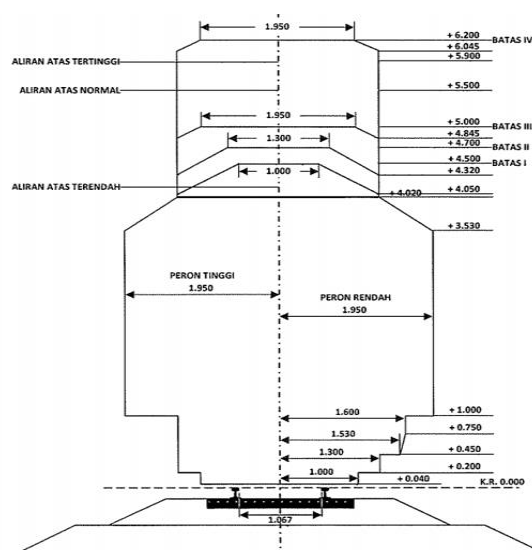 1.950
+ 6.200 BATAS IV
+ 6.045
ALIRAN ATAS TERTINGGI
+ 5.900
ALIRAN ATAS NORMAL
+ 5.500
1.950
+ 5.000 BATAS III
+ 4.845
1.300
+ 4.700 BATAS II
+ 4.500 BATAS I
1.000
+ 4.320
ALIRAN ATAS TERENDAH
+ 4.050
+ 4.020
+ 3.530
PERON TINGGI
1.950
PERON RENDAH
1.950
1.600
+ 1.000
+ 0.750
1.530
+ 0.450
1.300
+ 0.200
1.000
+ 0.040
K.R. 0.000
1.067